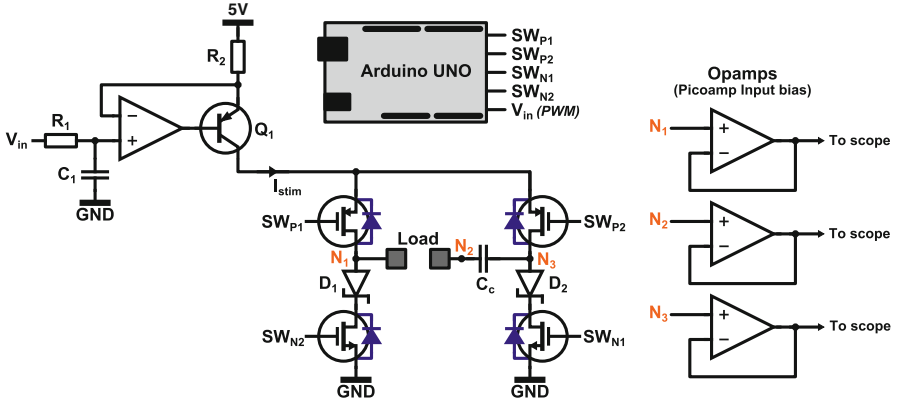 5V
R2
Vin
R1
−
+
C1
GND
Q1
Istim
Arduino UNO
SWP1
SWP2
SWN1
SWN2
Vin (PWM)
SWP1
SWP2
Load
N1
N2
N3
D1
Cc
D2
SWN2
SWN1
GND
GND
Opamps
(Picoamp Input bias)
N1
+
−
To scope
N2
+
−
To scope
N3
+
−
To scope